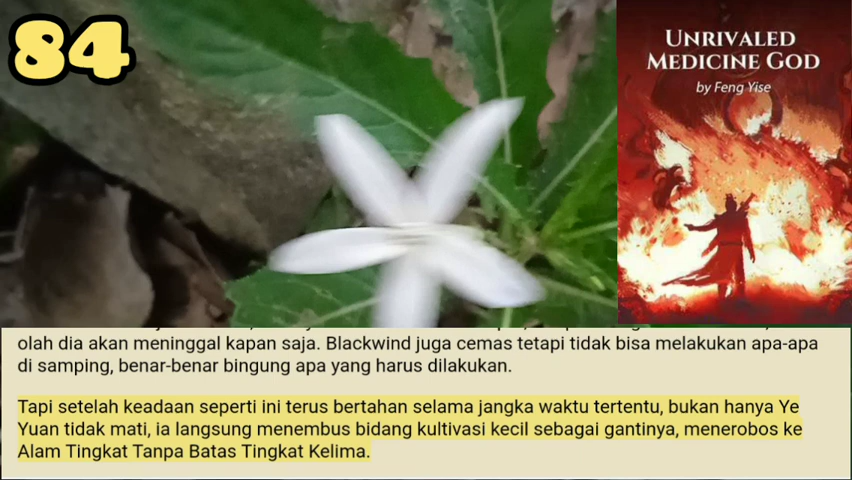 84
UNRIVALED
MEDICINE GOD
by Feng Yise
olah dia akan meninggal kapan saja. Blackwind juga cemas tetapi tidak bisa melakukan apa-apa
di samping, benar-benar bingung apa yang harus dilakukan.
Tapi setelah keadaan seperti ini terus bertahan selama jangka waktu tertentu, bukan hanya Ye
Yuan tidak mati, ia langsung menembus bidang kultivasi kecil sebagai gantinya, menerobos ke
Alam Tingkat Tanpa Batas Tingkat Kelima.